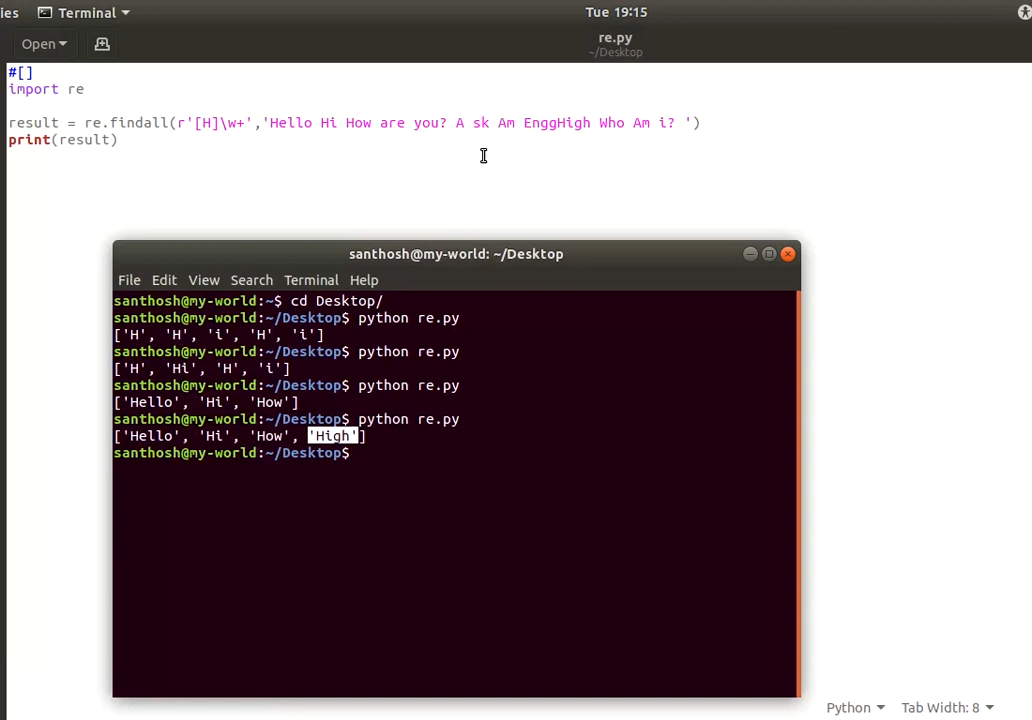 ies Terminal Tue 19:15
Open re.py
~/Desktop
#[]
import re
result = re.findall(r'[H]\w+','Hello Hi How are you? A sk Am EnggHigh Who Am i? ')
print(result)
santhosh@my-world: ~/Desktop
File Edit View Search Terminal Help
santhosh@my-world:~$ cd Desktop/
santhosh@my-world:~/Desktop$ python re.py
['H', 'H', 'i', 'H', 'i']
santhosh@my-world:~/Desktop$ python re.py
['H', 'Hi', 'H', 'i']
santhosh@my-world:~/Desktop$ python re.py
['Hello', 'Hi', 'How']
santhosh@my-world:~/Desktop$ python re.py
['Hello', 'Hi', 'How', 'High']
santhosh@my-world:~/Desktop$
Python Tab Width: 8